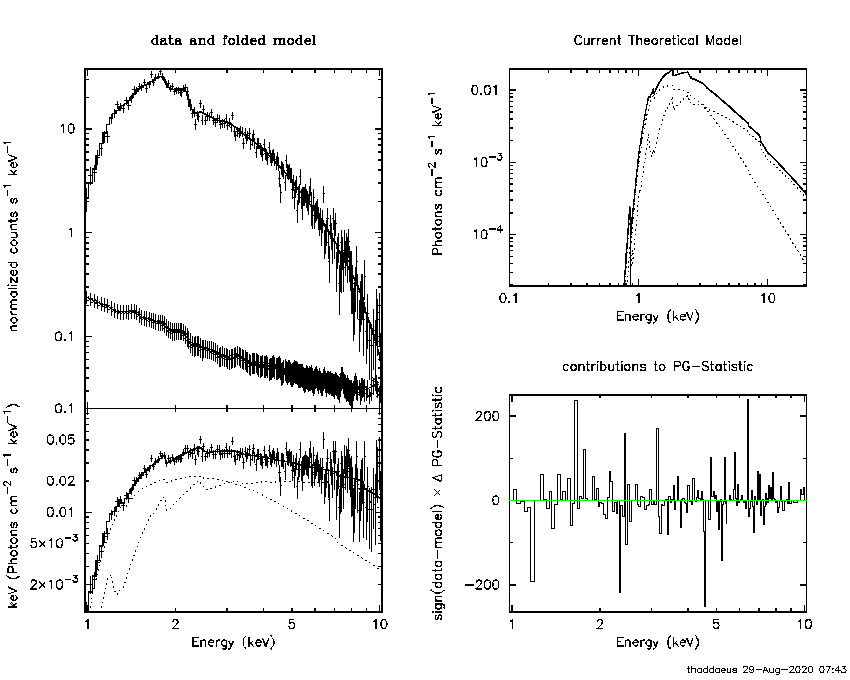 data and folded model
normalized counts s⁻¹ keV⁻¹
10
1
0.1
0.1
keV (Photons cm⁻² s⁻¹ keV⁻¹)
0.05
0.02
0.01
5×10⁻³
2×10⁻³
1 2 5 10
Energy (keV)
Current Theoretical Model
Photons cm⁻² s⁻¹ keV⁻¹
0.01
10⁻³
10⁻⁴
0.1 1 10
Energy (keV)
contributions to PG-Statistic
sign(data-model) × Δ PG-Statistic
200
0
-200
1 2 5 10
Energy (keV)
thaddaeus 29-Aug-2020 07:43